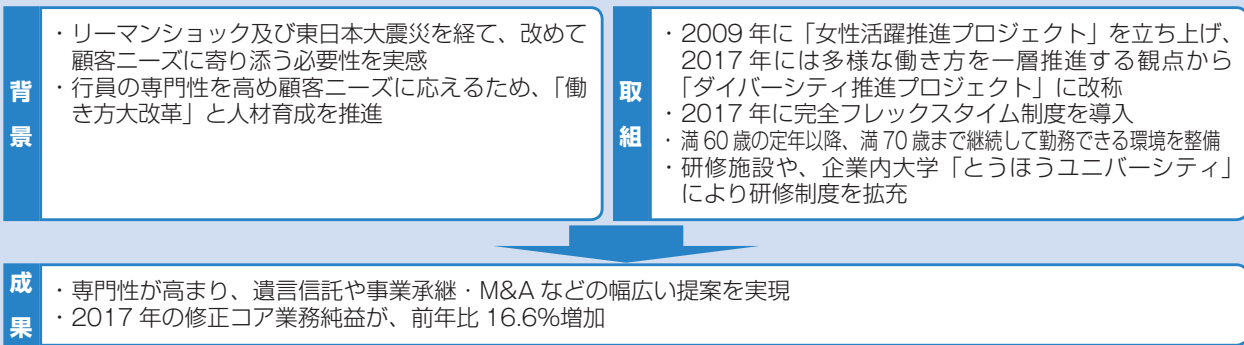 背景
・リーマンショック及び東日本大震災を経て、改めて
顧客ニーズに寄り添う必要性を実感
・行員の専門性を高め顧客ニーズに応えるため、「働
き方大改革」と人材育成を推進
取組
・2009 年に「女性活躍推進プロジェクト」を立ち上げ、
2017 年には多様な働き方を一層推進する観点から
「ダイバーシティ推進プロジェクト」に改称
・2017 年に完全フレックスタイム制度を導入
・満 60 歳の定年以降、満 70 歳まで継続して勤務できる環境を整備
・研修施設や、企業内大学「とうほうユニバーシティ」
により研修制度を拡充
成果
・専門性が高まり、遺言信託や事業承継・M&A などの幅広い提案を実現
・2017 年の修正コア業務純益が、前年比 16.6%増加